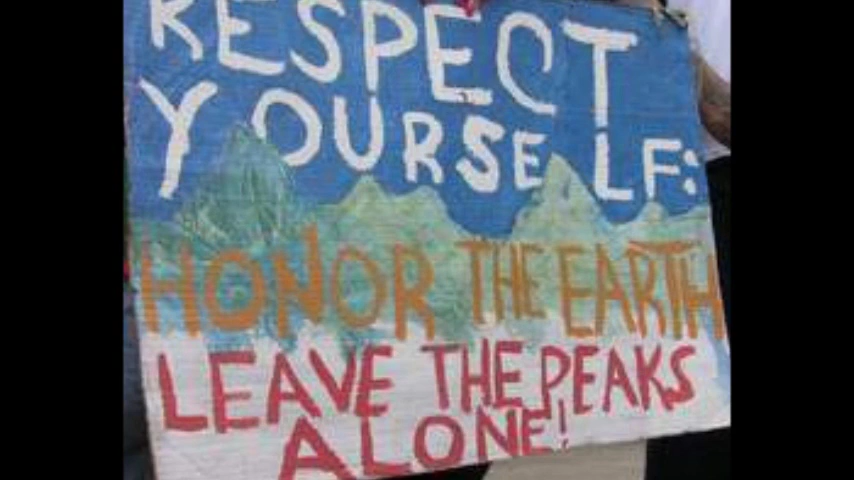 RESPECT
YOURSELF:
HONOR THE EARTH
LEAVE THE PEAKS
ALONE!